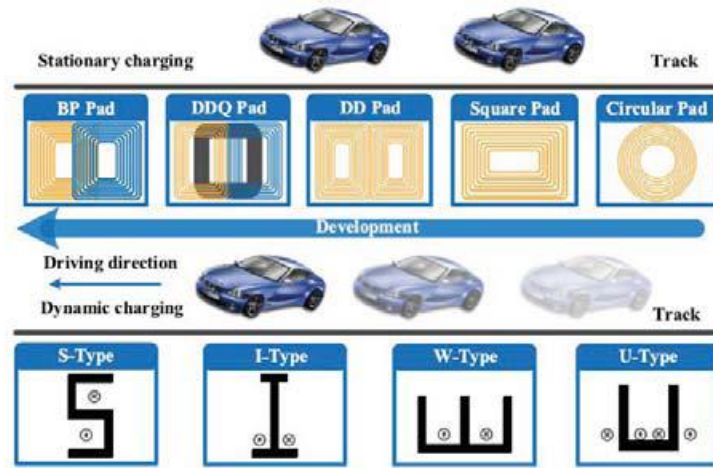 Stationary charging
Track
BP Pad
DDQ Pad
DD Pad
Square Pad
Circular Pad
Development
Driving direction
Dynamic charging
Track
S-Type
I-Type
W-Type
U-Type